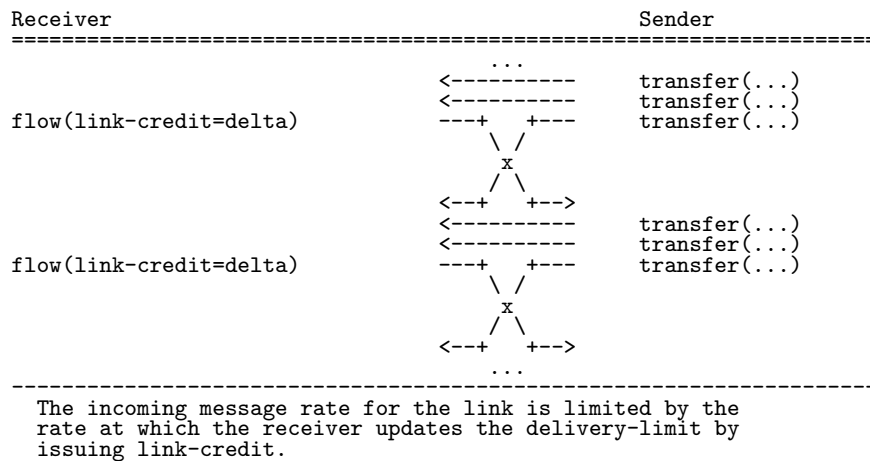 Receiver                                          Sender
=====================================================================
                                      ...
                                  <-----------     transfer(...)
                                  <-----------     transfer(...)
flow(link-credit=delta)           ---+   +---     transfer(...)
                                      \ /
                                       x
                                      / \
                                  <--+   +-->
                                  <-----------     transfer(...)
                                  <-----------     transfer(...)
flow(link-credit=delta)           ---+   +---     transfer(...)
                                      \ /
                                       x
                                      / \
                                  <--+   +-->
                                      ...
---------------------------------------------------------------------
  The incoming message rate for the link is limited by the
  rate at which the receiver updates the delivery-limit by
  issuing link-credit.